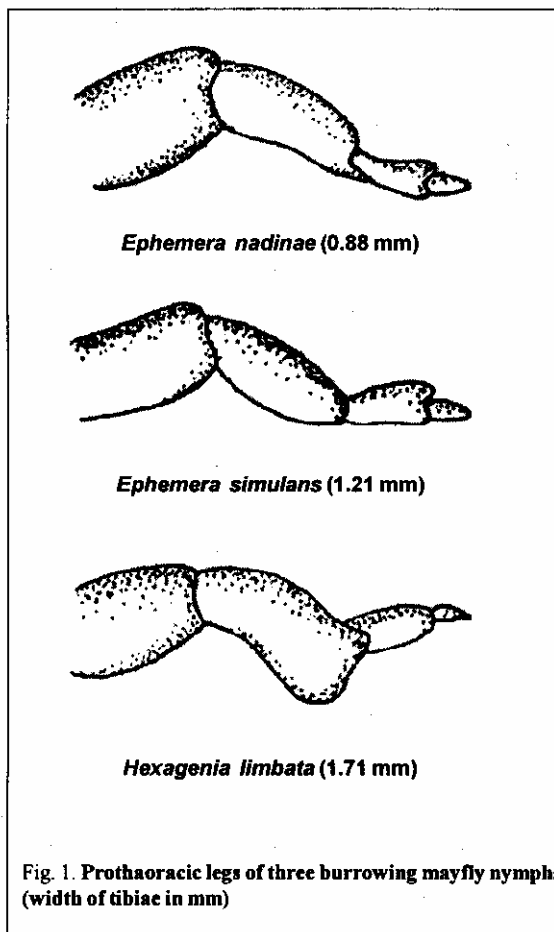 Ephemera nadinae (0.88 mm)
Ephemera simulans (1.21 mm)
Hexagenia limbata (1.71 mm)
Fig. 1. Prothaoracic legs of three burrowing mayfly nymph
(width of tibiae in mm)